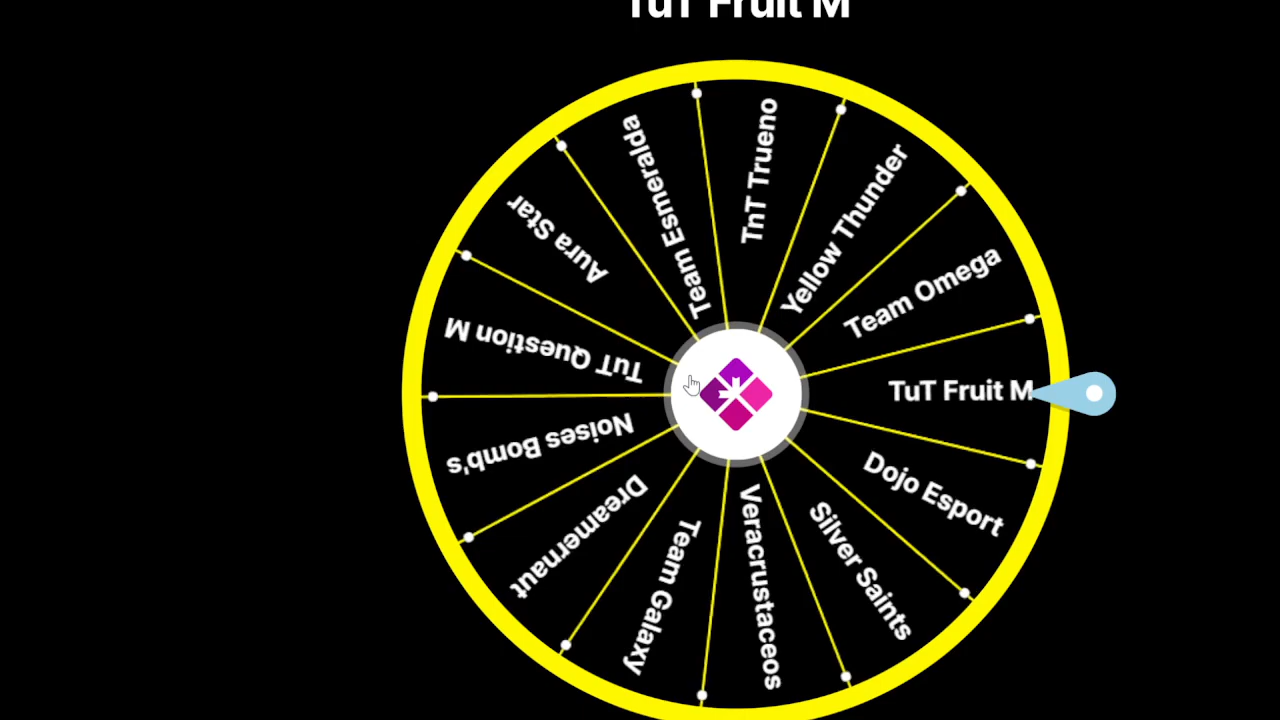 TuT Fruit M
TnT Trueno
Yellow Thunder
Team Omega
TuT Fruit M
Dojo Esport
Silver Saints
Veracrustaceos
Team Galaxy
Dreamernaut
Noises Bomb's
TuT Question M
Aura Star
Team Esmeralda